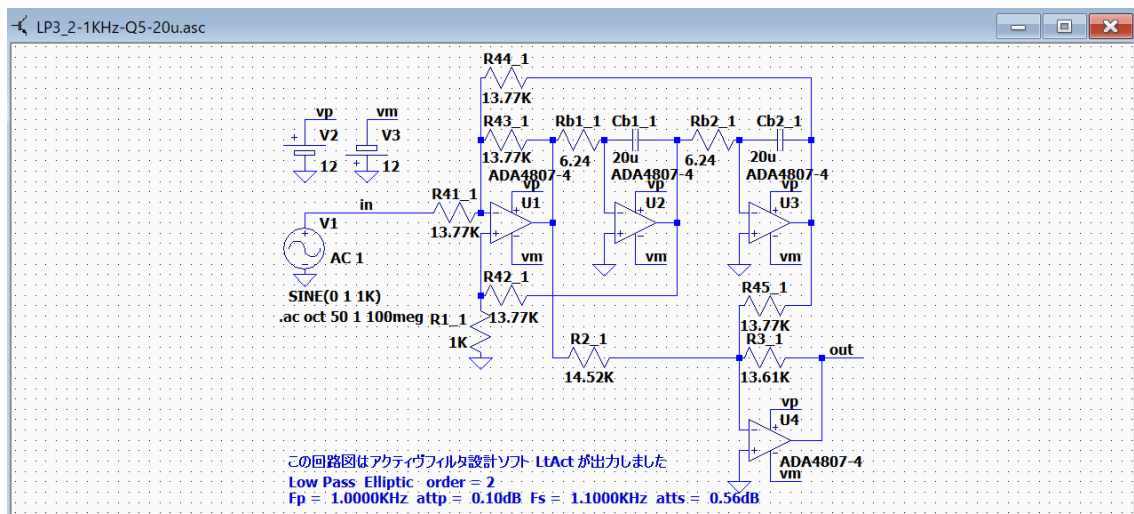 LP3_2-1KHz-Q5-20u.asc
R44_1
13.77K
vp
vm
V2
V3
12
12
R43_1
Rb1_1
Cb1_1
Rb2_1
Cb2_1
13.77K
6.24
20u
6.24
20u
ADA4807-4
ADA4807-4
ADA4807-4
in
R41_1
13.77K
vp
U1
vm
vp
U2
vm
vp
U3
vm
V1
AC 1
SINE(0 1 1K)
.ac oct 50 1 100meg
R42_1
13.77K
R1_1
1K
R45_1
13.77K
R2_1
14.52K
R3_1
13.61K
out
vp
U4
ADA4807-4
vm
この回路図はアクティヴフィルタ設計ソフト LtAct が出力しました
Low Pass Elliptic order = 2
Fp = 1.0000KHz attp = 0.10dB Fs = 1.1000KHz atts = 0.56dB